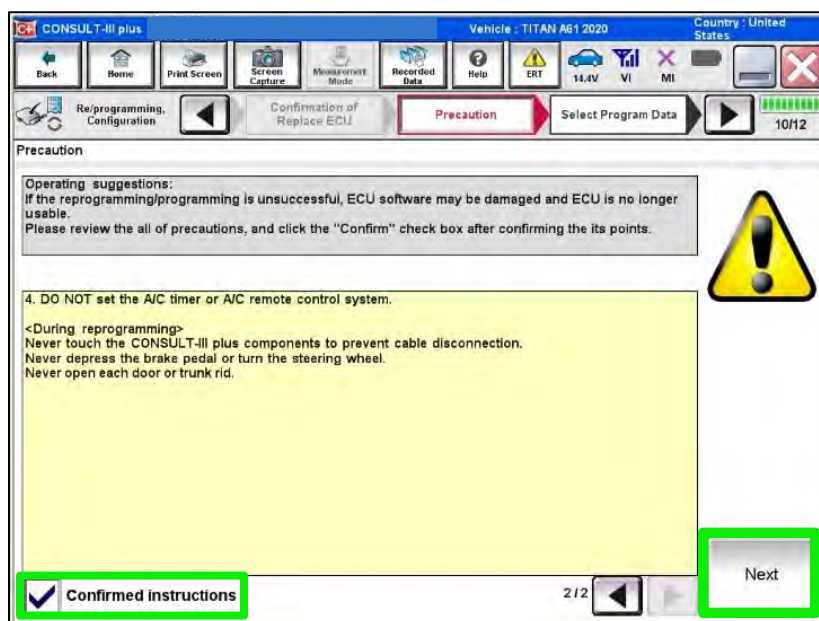 C+ CONSULT-III plus Vehicle : TITAN A61 2020 Country : United States
Back Home Print Screen Screen Capture Measurement Mode Recorded Data Help ERT 14.4V VI MI
Re/programming, Configuration Confirmation of Replace ECU Precaution Select Program Data 10/12
Precaution
Operating suggestions:
If the reprogramming/programming is unsuccessful, ECU software may be damaged and ECU is no longer
usable.
Please review the all of precautions, and click the "Confirm" check box after confirming the its points.
4. DO NOT set the A/C timer or A/C remote control system.
<During reprogramming>
Never touch the CONSULT-III plus components to prevent cable disconnection.
Never depress the brake pedal or turn the steering wheel.
Never open each door or trunk rid.
Confirmed instructions 2/2 Next